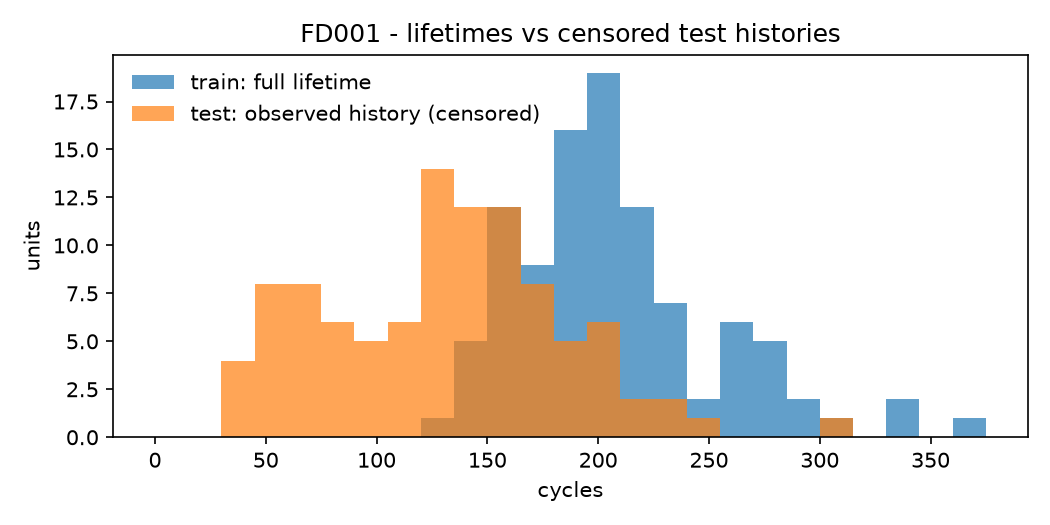 FD001 - lifetimes vs censored test histories
train: full lifetime
test: observed history (censored)
17.5
15.0
12.5
10.0
7.5
5.0
2.5
0.0
units
0 50 100 150 200 250 300 350
cycles